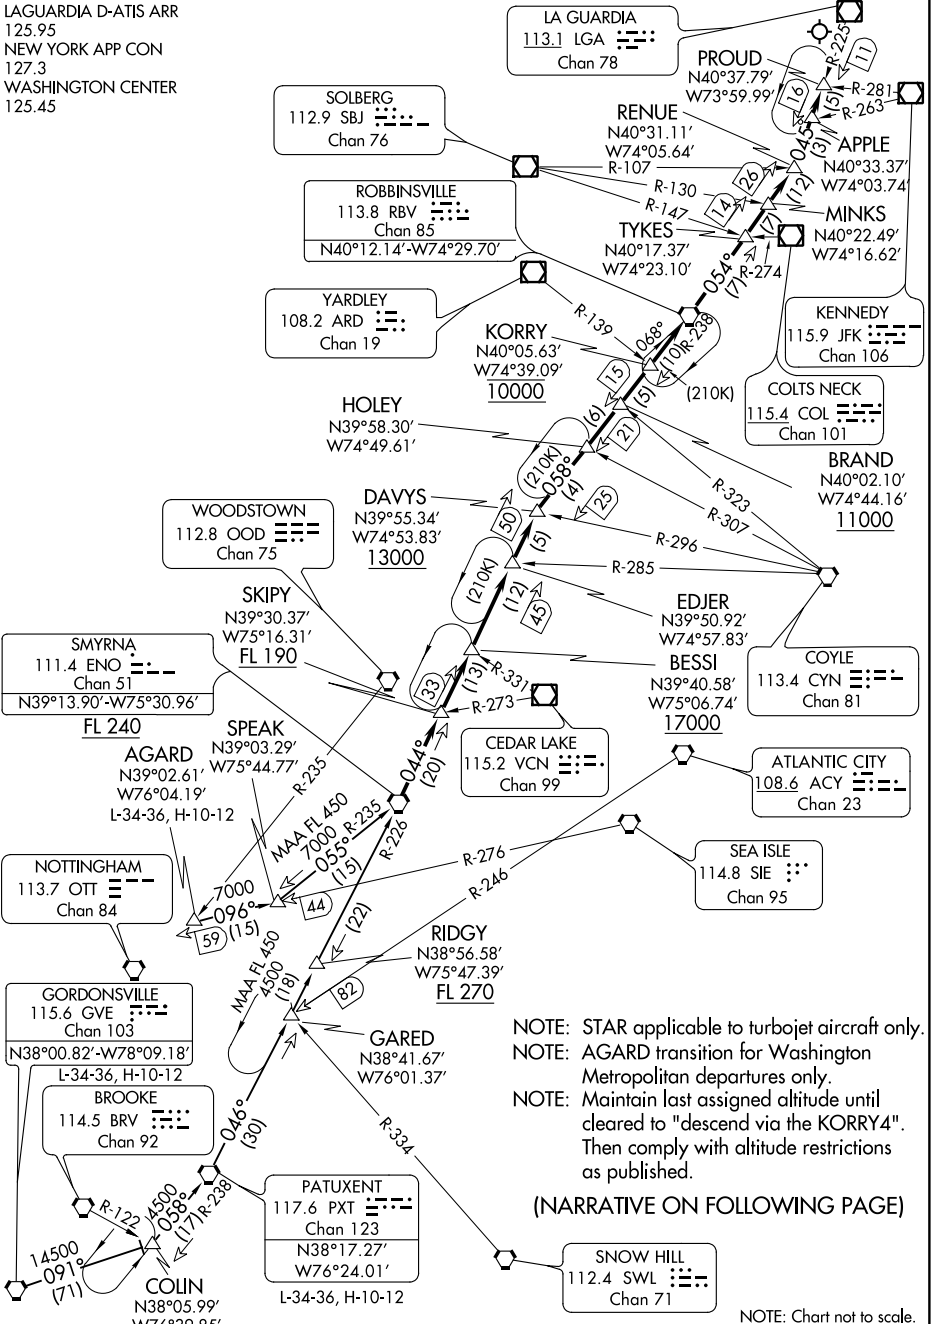 LAGUARDIA D-ATIS ARR
125.95
NEW YORK APP CON
127.3
WASHINGTON CENTER
125.45
LA GUARDIA
113.1 LGA
Chan 78
R-225
11
PROUD
N40°37.79′
W73°59.99′
16
(5)
R-281
R-263
045°
(3)
SOLBERG
112.9 SBJ
Chan 76
RENUE
N40°31.11′
W74°05.64′
APPLE
N40°33.37′
W74°03.74′
R-107
R-130
R-147
26
14
(12)
ROBBINSVILLE
113.8 RBV
Chan 85
N40°12.14′-W74°29.70′
TYKES
N40°17.37′
W74°23.10′
(7)
MINKS
N40°22.49′
W74°16.62′
R-274
054°
(7)
YARDLEY
108.2 ARD
Chan 19
R-139
KENNEDY
115.9 JFK
Chan 106
KORRY
N40°05.63′
W74°39.09′
10000
068°
R-238
(10)
(210K)
15
(5)
COLTS NECK
115.4 COL
Chan 101
HOLEY
N39°58.30′
W74°49.61′
(6)
21
BRAND
N40°02.10′
W74°44.16′
11000
(210K)
058°
(4)
R-323
R-307
DAVYS
N39°55.34′
W74°53.83′
13000
50
25
R-296
(5)
R-285
WOODSTOWN
112.8 OOD
Chan 75
(210K)
(12)
45
EDJER
N39°50.92′
W74°57.83′
SKIPY
N39°30.37′
W75°16.31′
FL 190
BESSI
N39°40.58′
W75°06.74′
17000
COYLE
113.4 CYN
Chan 81
SMYRNA
111.4 ENO
Chan 51
N39°13.90′-W75°30.96′
FL 240
33
(13)
R-331
R-273
CEDAR LAKE
115.2 VCN
Chan 99
SPEAK
N39°03.29′
W75°44.77′
AGARD
N39°02.61′
W76°04.19′
L-34-36, H-10-12
R-235
044°
(20)
ATLANTIC CITY
108.6 ACY
Chan 23
MAA FL 450
7000
R-235
055°
(15)
R-226
SEA ISLE
114.8 SIE
Chan 95
R-276
R-246
NOTTINGHAM
113.7 OTT
Chan 84
7000
096°
59
(15)
44
(22)
RIDGY
N38°56.58′
W75°47.39′
FL 270
MAA FL 450
4500
(18)
82
GORDONSVILLE
115.6 GVE
Chan 103
N38°00.82′-W78°09.18′
L-34-36, H-10-12
GARED
N38°41.67′
W76°01.37′
NOTE: STAR applicable to turbojet aircraft only.
NOTE: AGARD transition for Washington
Metropolitan departures only.
NOTE: Maintain last assigned altitude until
cleared to "descend via the KORRY4".
Then comply with altitude restrictions
as published.
BROOKE
114.5 BRV
Chan 92
046°
(30)
R-334
(NARRATIVE ON FOLLOWING PAGE)
R-122
4500
058°
(17)
R-238
PATUXENT
117.6 PXT
Chan 123
N38°17.27′
W76°24.01′
L-34-36, H-10-12
14500
091°
(71)
COLIN
N38°05.99′
SNOW HILL
112.4 SWL
Chan 71
NOTE: Chart not to scale.